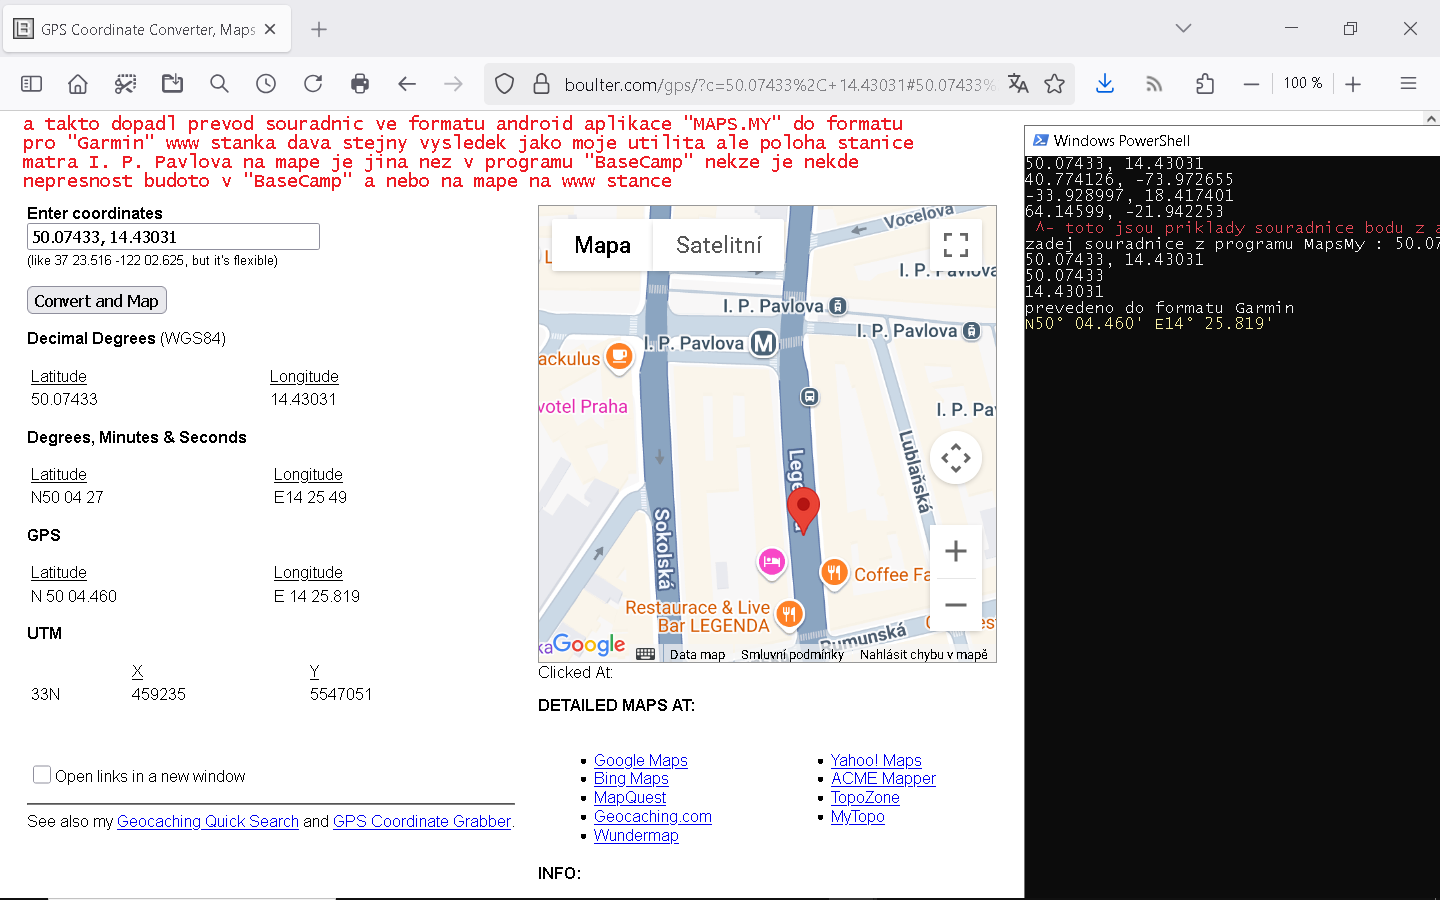 GPS Coordinate Converter, Maps
boulter.com/gps/?c=50.07433%2C+14.43031#50.07433%
100 %
a takto dopadl prevod souradnic ve formatu android aplikace "MAPS.MY" do formatu
pro "Garmin" www stanka dava stejny vysledek jako moje utilita ale poloha stanice
matra I. P. Pavlova na mape je jina nez v programu "BaseCamp" nekze je nekde
nepresnost budoto v "BaseCamp" a nebo na mape na www stance
Enter coordinates
50.07433, 14.43031
(like 37 23.516 -122 02.625, but it's flexible)
Convert and Map
Decimal Degrees (WGS84)
Latitude Longitude
50.07433 14.43031
Degrees, Minutes & Seconds
Latitude Longitude
N50 04 27 E14 25 49
GPS
Latitude Longitude
N 50 04.460 E 14 25.819
UTM
X Y
33N 459235 5547051
Open links in a new window
See also my Geocaching Quick Search and GPS Coordinate Grabber.
Mapa Satelitní
Vocelova
I. P. Pavlova
I. P. Pavlova
I. P. Pavlova
I. P. Pavlova M
ackulus
votel Praha
I. P. Pa
Lublaňská
Lege
Sokolská
Coffee Fa
Restaurace & Live
Bar LEGENDA
Rumunská
Google
Data map Smluvní podmínky Nahlásit chybu v mapě
Clicked At:
DETAILED MAPS AT:
Google Maps
Bing Maps
MapQuest
Geocaching.com
Wundermap
Yahoo! Maps
ACME Mapper
TopoZone
MyTopo
INFO:
Windows PowerShell
50.07433, 14.43031
40.774126, -73.972655
-33.928997, 18.417401
64.14599, -21.942253
^- toto jsou priklady souradnice bodu z a
zadej souradnice z programu MapsMy : 50.07
50.07433, 14.43031
50.07433
14.43031
prevedeno do formatu Garmin
N50° 04.460' E14° 25.819'